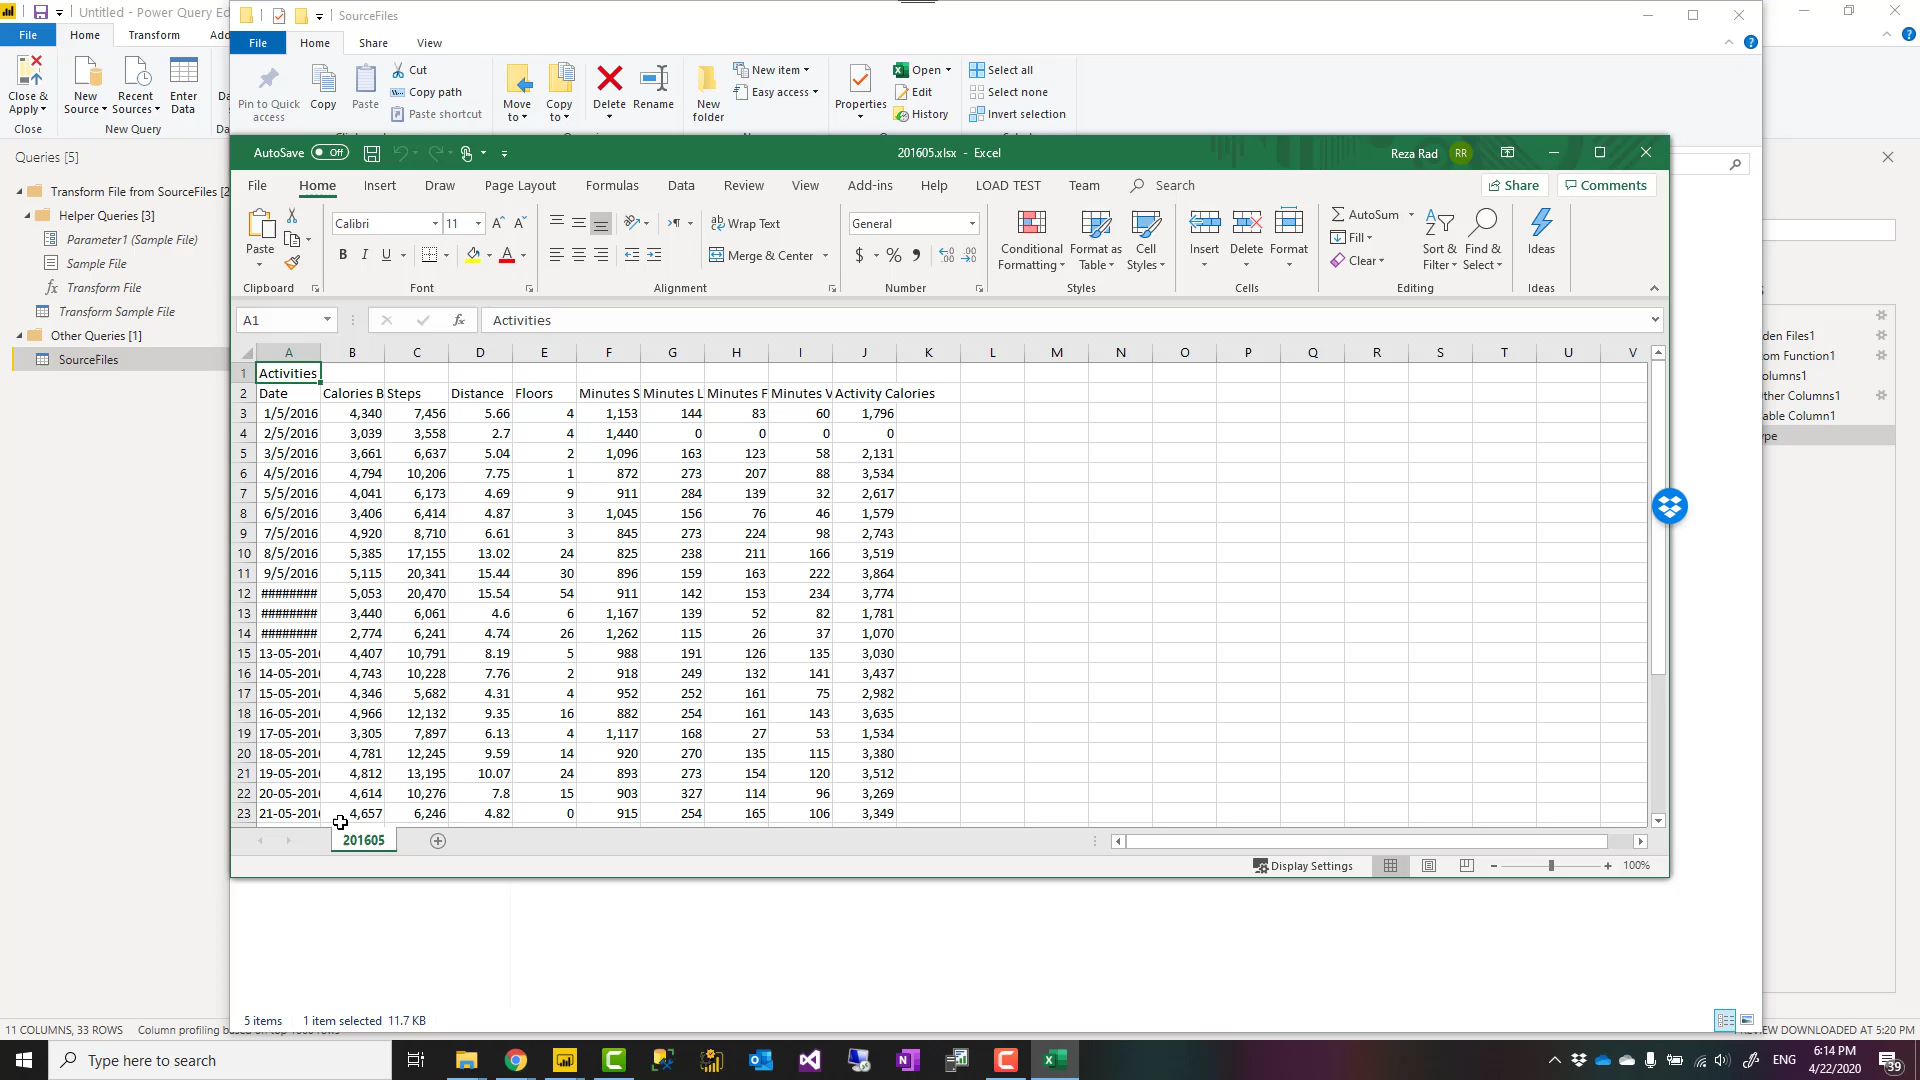 Untitled - Power Query Ed
SourceFiles
File Home Transform Add
File Home Share View
Close & Apply
New Source
Recent Sources
Enter Data
Close
New Query
Pin to Quick access
Copy
Paste
Cut
Copy path
Paste shortcut
Move to
Copy to
Delete
Rename
New folder
New item
Easy access
Properties
Open
Edit
History
Select all
Select none
Invert selection
Queries [5]
Transform File from SourceFiles [2
Helper Queries [3]
Parameter1 (Sample File)
Sample File
Transform File
Transform Sample File
Other Queries [1]
SourceFiles
AutoSave Off
201605.xlsx - Excel
Reza Rad RR
File Home Insert Draw Page Layout Formulas Data Review View Add-ins Help LOAD TEST Team Search
Share Comments
Paste
Calibri 11
Wrap Text
Merge & Center
General
Conditional Formatting
Format as Table
Cell Styles
Insert Delete Format
AutoSum
Fill
Clear
Sort & Filter
Find & Select
Ideas
Clipboard Font Alignment Number Styles Cells Editing Ideas
A1 fx Activities
A B C D E F G H I J K L M N O P Q R S T U V
1 Activities
2 Date Calories B Steps Distance Floors Minutes S Minutes L Minutes F Minutes V Activity Calories
3 1/5/2016 4,340 7,456 5.66 4 1,153 144 83 60 1,796
4 2/5/2016 3,039 3,558 2.7 4 1,440 0 0 0 0
5 3/5/2016 3,661 6,637 5.04 2 1,096 163 123 58 2,131
6 4/5/2016 4,794 10,206 7.75 1 872 273 207 88 3,534
7 5/5/2016 4,041 6,173 4.69 9 911 284 139 32 2,617
8 6/5/2016 3,406 6,414 4.87 3 1,045 156 76 46 1,579
9 7/5/2016 4,920 8,710 6.61 3 845 273 224 98 2,743
10 8/5/2016 5,385 17,155 13.02 24 825 238 211 166 3,519
11 9/5/2016 5,115 20,341 15.44 30 896 159 163 222 3,864
12 ######## 5,053 20,470 15.54 54 911 142 153 234 3,774
13 ######## 3,440 6,061 4.6 6 1,167 139 52 82 1,781
14 ######## 2,774 6,241 4.74 26 1,262 115 26 37 1,070
15 13-05-201 4,407 10,791 8.19 5 988 191 126 135 3,030
16 14-05-201 4,743 10,228 7.76 2 918 249 132 141 3,437
17 15-05-201 4,346 5,682 4.31 4 952 252 161 75 2,982
18 16-05-201 4,966 12,132 9.35 16 882 254 161 143 3,635
19 17-05-201 3,305 7,897 6.13 4 1,117 168 27 53 1,534
20 18-05-201 4,781 12,245 9.59 14 920 270 135 115 3,380
21 19-05-201 4,812 13,195 10.07 24 893 273 154 120 3,512
22 20-05-201 4,614 10,276 7.8 15 903 327 114 96 3,269
23 21-05-201 4,657 6,246 4.82 0 915 254 165 106 3,349
201605
Display Settings 100%
den Files1
om Function1
olumns1
ther Columns1
able Column1
ype
5 items 1 item selected 11.7 KB
11 COLUMNS, 33 ROWS Column profiling based on top 1000 rows
REVIEW DOWNLOADED AT 5:20 PM
Type here to search
ENG
6:14 PM
4/22/2020
39